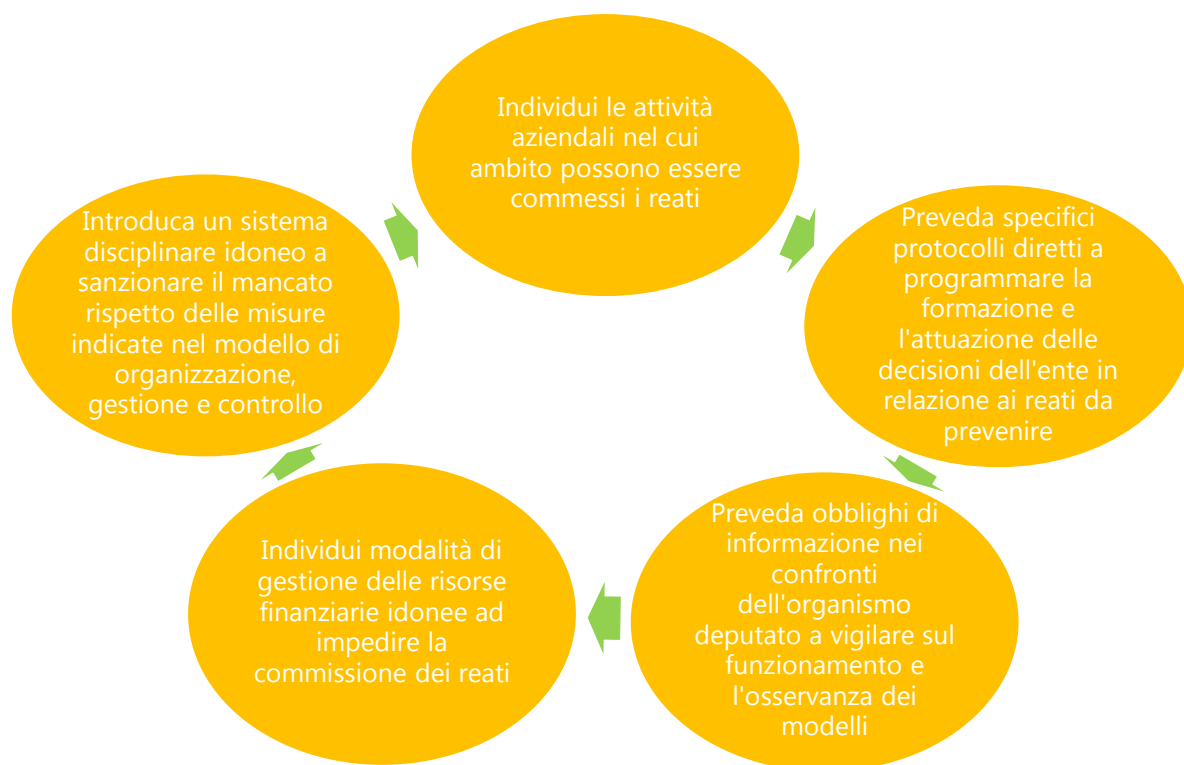 Individui le attività
aziendali nel cui
ambito possono essere
commessi i reati
Preveda specifici
protocolli diretti a
programmare la
formazione e
l'attuazione delle
decisioni dell'ente in
relazione ai reati da
prevenire
Preveda obblighi di
informazione nei
confronti
dell'organismo
deputato a vigilare sul
funzionamento e
l'osservanza dei
modelli
Individui modalità di
gestione delle risorse
finanziarie idonee ad
impedire la
commissione dei reati
Introduca un sistema
disciplinare idoneo a
sanzionare il mancato
rispetto delle misure
indicate nel modello di
organizzazione,
gestione e controllo